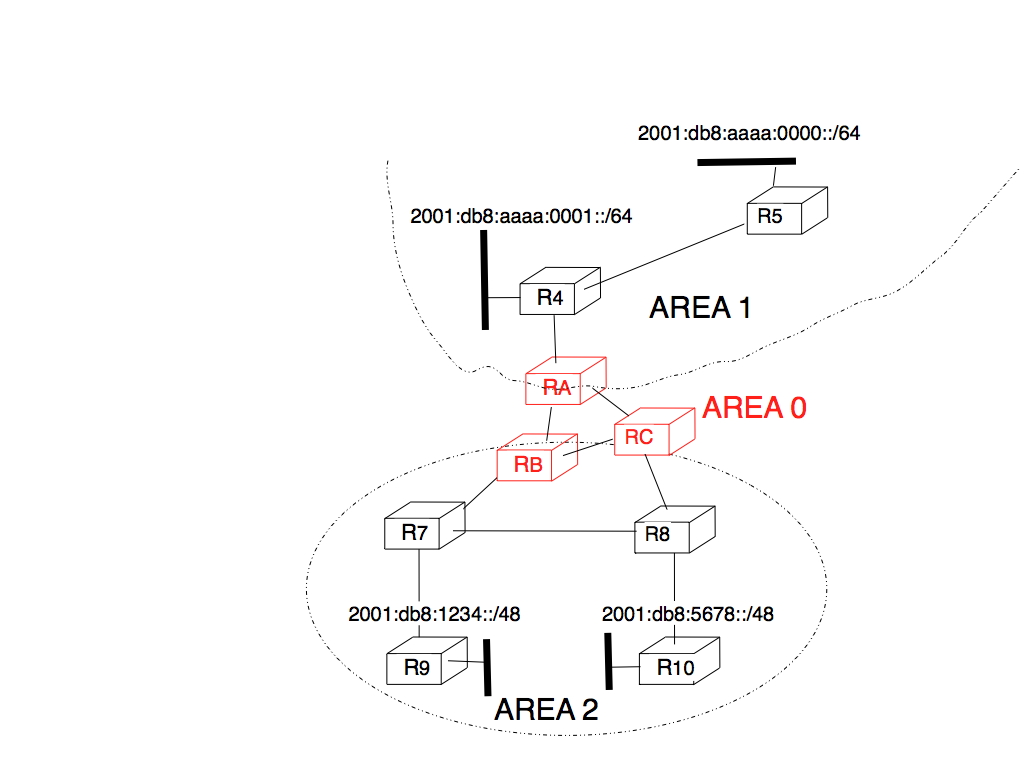 2001:db8:aaaa:0000::/64
R5
2001:db8:aaaa:0001::/64
R4
AREA 1
RA
AREA 0
RC
RB
R7
R8
2001:db8:1234::/48
2001:db8:5678::/48
R9
R10
AREA 2